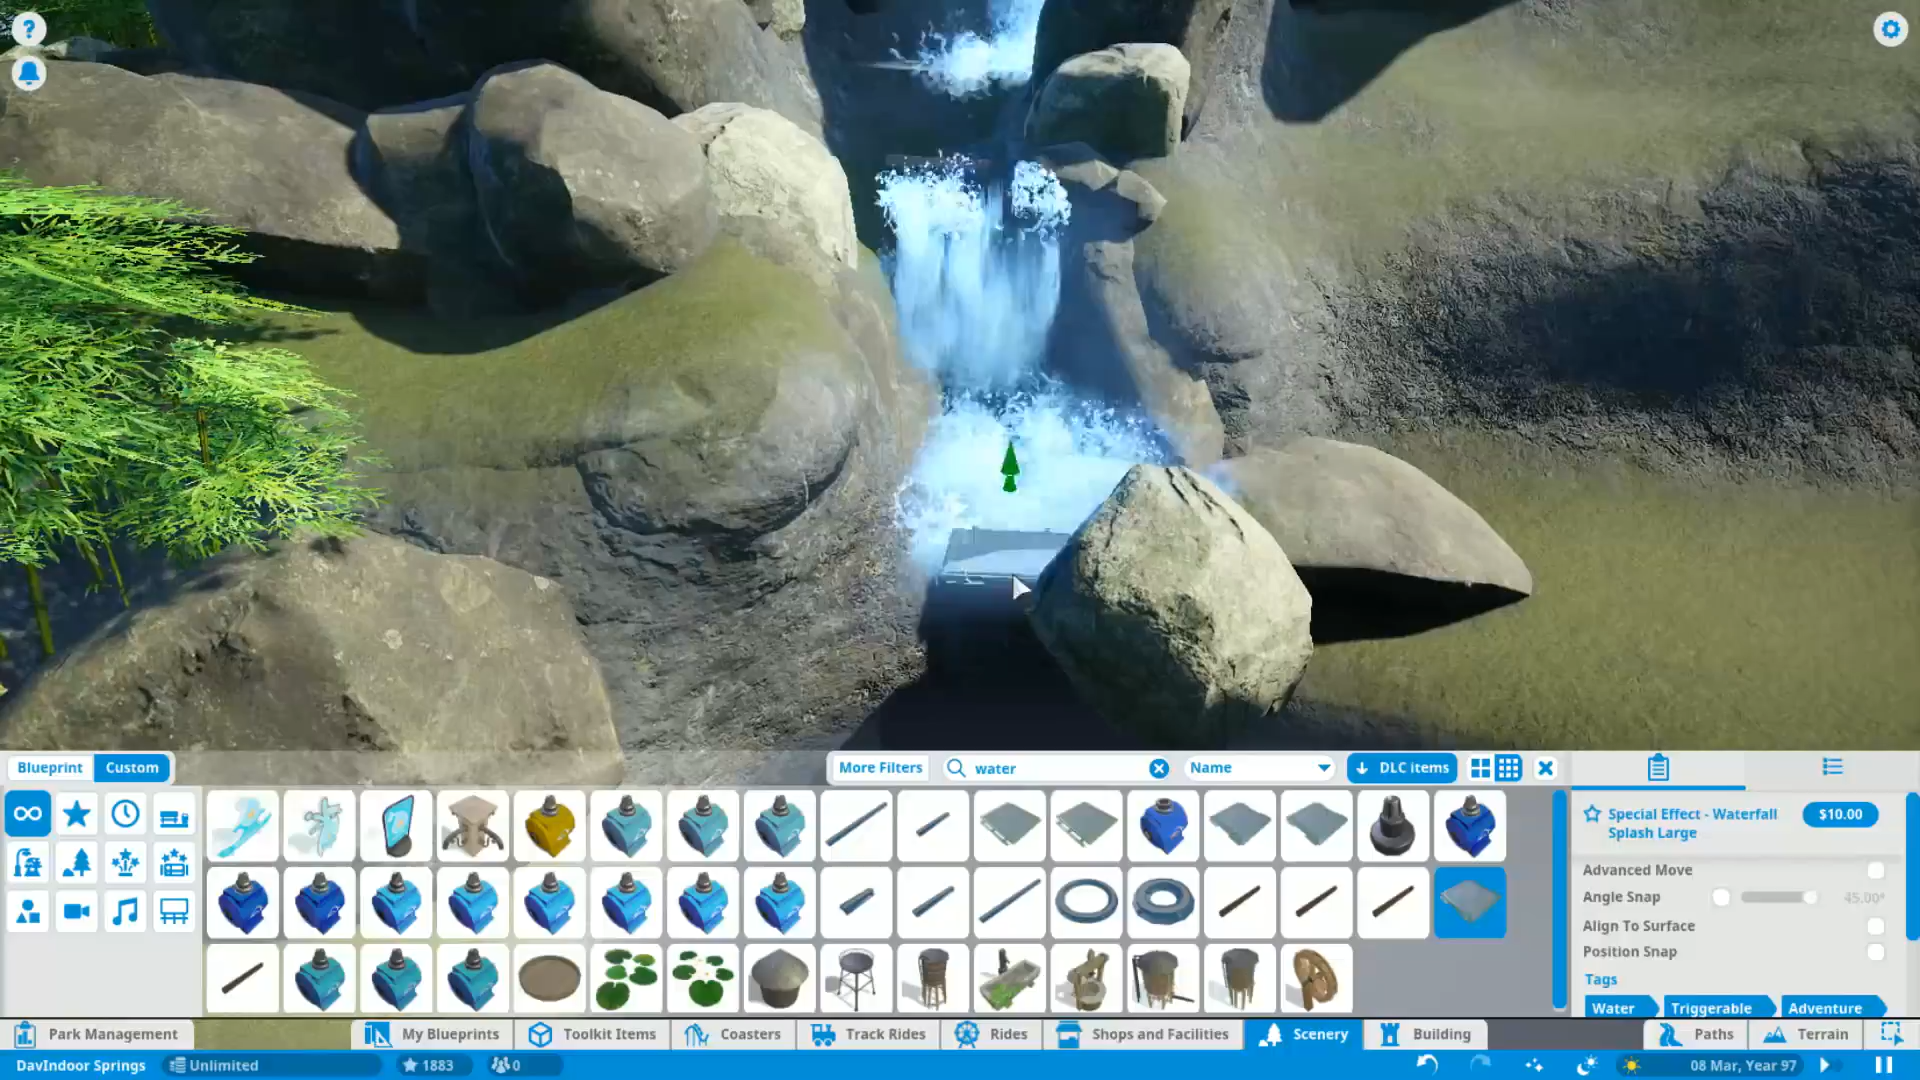 ?
Blueprint Custom
More Filters water Name DLC items
Special Effect - Waterfall Splash Large $10.00
Advanced Move
Angle Snap 45.00°
Align To Surface
Position Snap
Tags
Water Triggerable Adventure
Park Management My Blueprints Toolkit Items Coasters Track Rides Rides Shops and Facilities Scenery Building Paths Terrain
DavIndoor Springs Unlimited 1883 0 08 Mar, Year 97